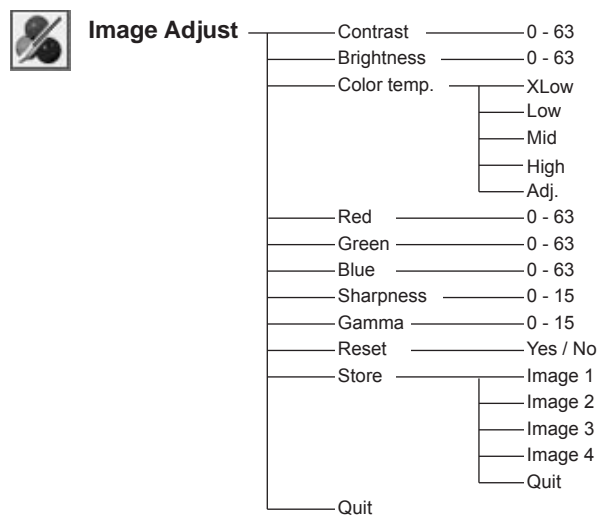 Image Adjust Contrast 0 - 63
Brightness 0 - 63
Color temp. XLow
Low
Mid
High
Adj.
Red 0 - 63
Green 0 - 63
Blue 0 - 63
Sharpness 0 - 15
Gamma 0 - 15
Reset Yes / No
Store Image 1
Image 2
Image 3
Image 4
Quit
Quit